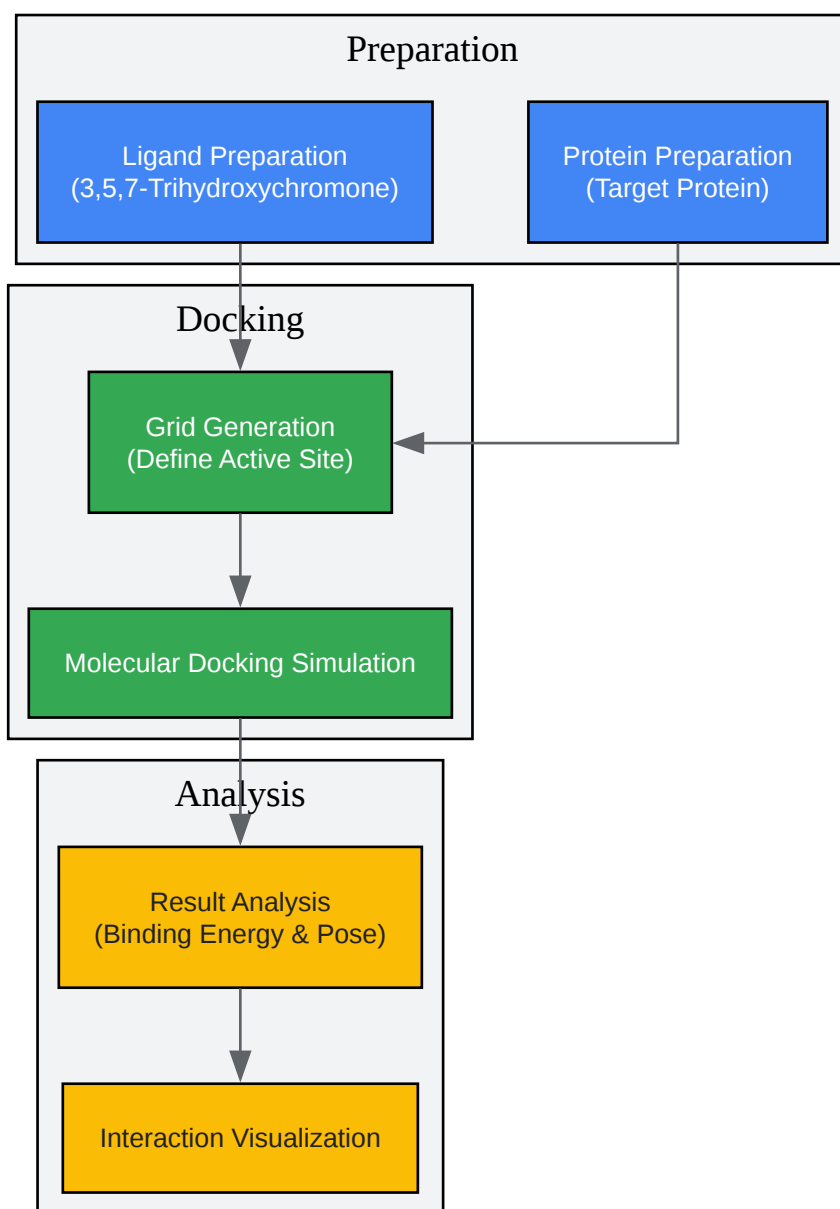 Preparation
Ligand Preparation
(3,5,7-Trihydroxychromone)
Protein Preparation
(Target Protein)
Docking
Grid Generation
(Define Active Site)
Molecular Docking Simulation
Analysis
Result Analysis
(Binding Energy & Pose)
Interaction Visualization